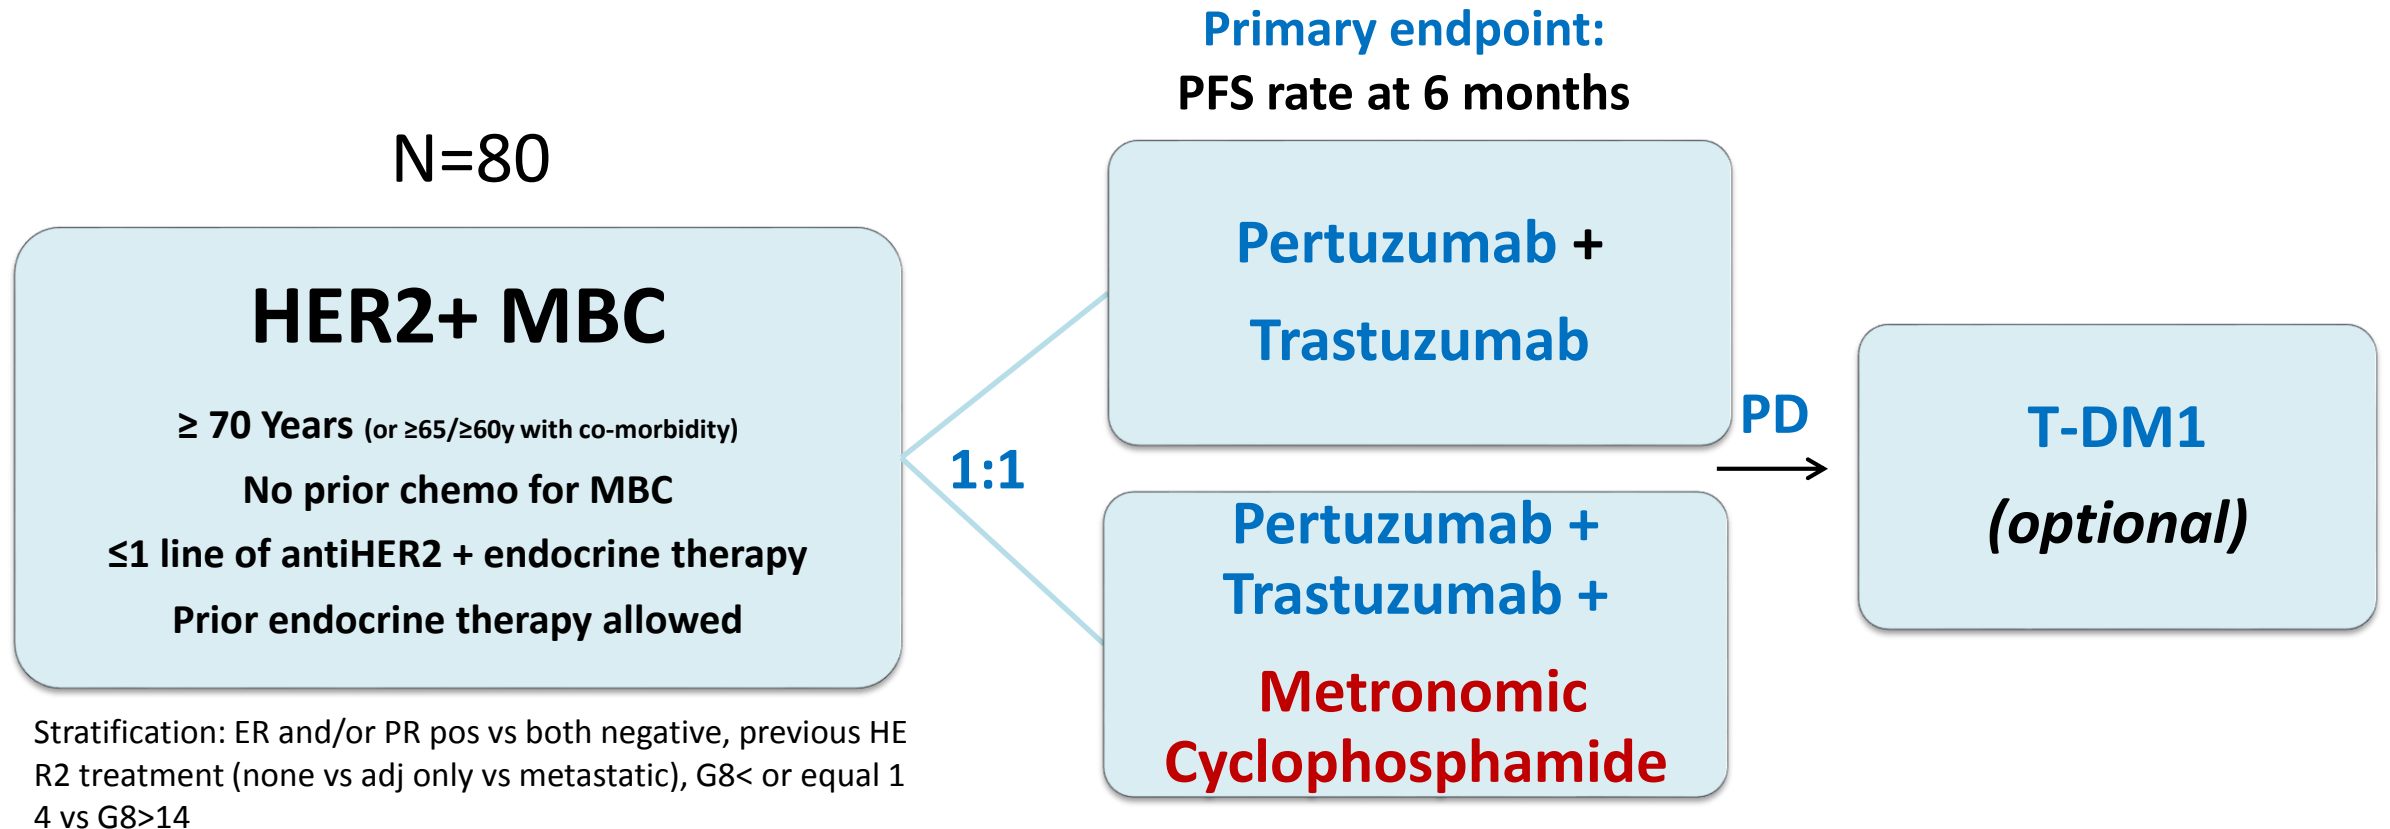 Primary endpoint:
PFS rate at 6 months
N=80
HER2+ MBC
≥ 70 Years (or ≥65/≥60y with co-morbidity)
No prior chemo for MBC
≤1 line of antiHER2 + endocrine therapy
Prior endocrine therapy allowed
Stratification: ER and/or PR pos vs both negative, previous HE
R2 treatment (none vs adj only vs metastatic), G8< or equal 1
4 vs G8>14
1:1
Pertuzumab +
Trastuzumab
Pertuzumab +
Trastuzumab +
Metronomic
Cyclophosphamide
PD
T-DM1
(optional)